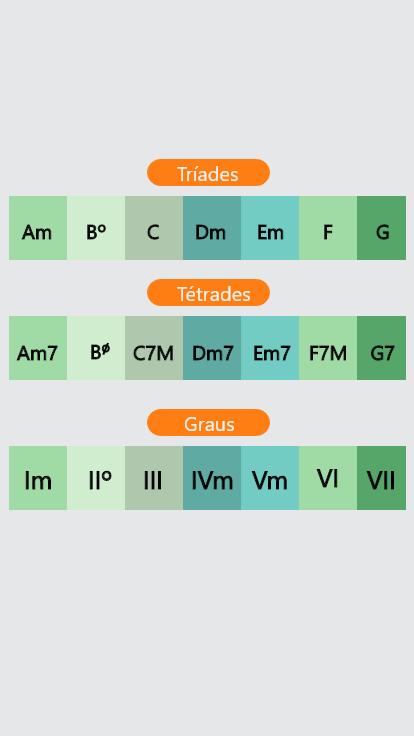 Tríades
Am Bº C Dm Em F G
Tétrades
Am7 Bø C7M Dm7 Em7 F7M G7
Graus
Im IIº III IVm Vm VI VII